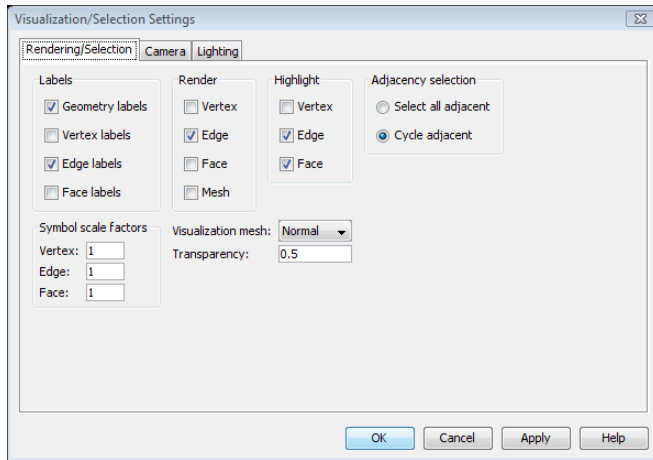 Visualization/Selection Settings
Rendering/Selection Camera Lighting
Labels
Geometry labels
Vertex labels
Edge labels
Face labels
Render
Vertex
Edge
Face
Mesh
Highlight
Vertex
Edge
Face
Adjacency selection
Select all adjacent
Cycle adjacent
Symbol scale factors
Vertex: 1
Edge: 1
Face: 1
Visualization mesh: Normal
Transparency: 0.5
OK Cancel Apply Help